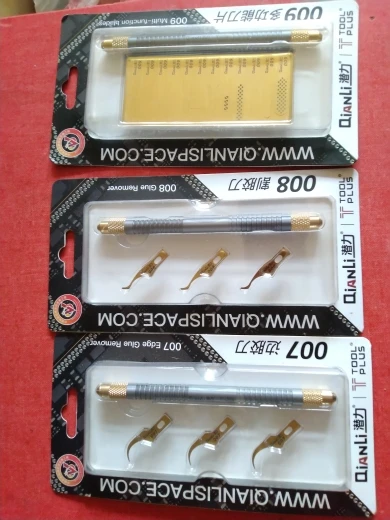 009 多功能刀片
009 Multi-function blades
QiANLi 潜力
TOOL
PLUS
WWW.QIANLISPACE.COM
008 割胶刀
008 Glue Remover
QiANLi 潜力
TOOL
PLUS
WWW.QIANLISPACE.COM
007 边胶刀
007 Edge Glue Remover
QiANLi 潜力
TOOL
PLUS
WWW.QIANLISPACE.COM